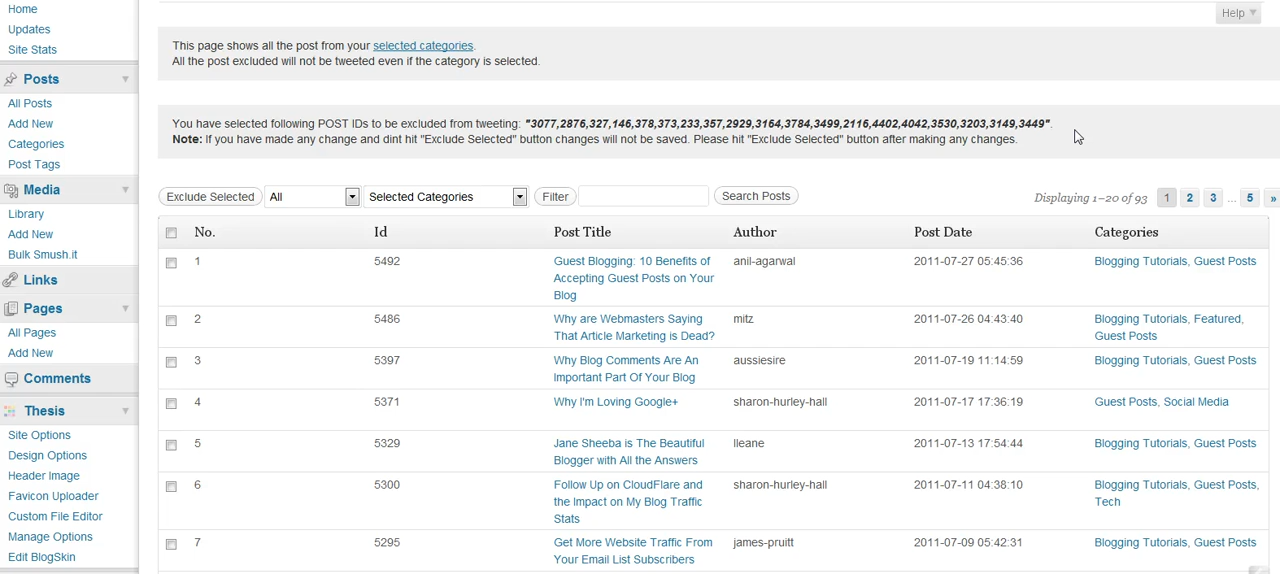 Home
Updates
Site Stats
Posts
All Posts
Add New
Categories
Post Tags
Media
Library
Add New
Bulk Smush.it
Links
Pages
All Pages
Add New
Comments
Thesis
Site Options
Design Options
Header Image
Favicon Uploader
Custom File Editor
Manage Options
Edit BlogSkin
Help
This page shows all the post from your selected categories.
All the post excluded will not be tweeted even if the category is selected.
You have selected following POST IDs to be excluded from tweeting: "3077,2876,327,146,378,373,233,357,2929,3164,3784,3499,2116,4402,4042,3530,3203,3149,3449".
Note: If you have made any change and dint hit "Exclude Selected" button changes will not be saved. Please hit "Exclude Selected" button after making any changes.
Exclude Selected All Selected Categories Filter Search Posts Displaying 1–20 of 93 1 2 3 ... 5 »
No. Id Post Title Author Post Date Categories
1 5492 Guest Blogging: 10 Benefits of anil-agarwal 2011-07-27 05:45:36 Blogging Tutorials, Guest Posts
Accepting Guest Posts on Your
Blog
2 5486 Why are Webmasters Saying mitz 2011-07-26 04:43:40 Blogging Tutorials, Featured,
That Article Marketing is Dead? Guest Posts
3 5397 Why Blog Comments Are An aussiesire 2011-07-19 11:14:59 Blogging Tutorials, Guest Posts
Important Part Of Your Blog
4 5371 Why I'm Loving Google+ sharon-hurley-hall 2011-07-17 17:36:19 Guest Posts, Social Media
5 5329 Jane Sheeba is The Beautiful Ileane 2011-07-13 17:54:44 Blogging Tutorials, Guest Posts
Blogger with All the Answers
6 5300 Follow Up on CloudFlare and sharon-hurley-hall 2011-07-11 04:38:10 Blogging Tutorials, Guest Posts,
the Impact on My Blog Traffic Tech
Stats
7 5295 Get More Website Traffic From james-pruitt 2011-07-09 05:42:31 Blogging Tutorials, Guest Posts
Your Email List Subscribers